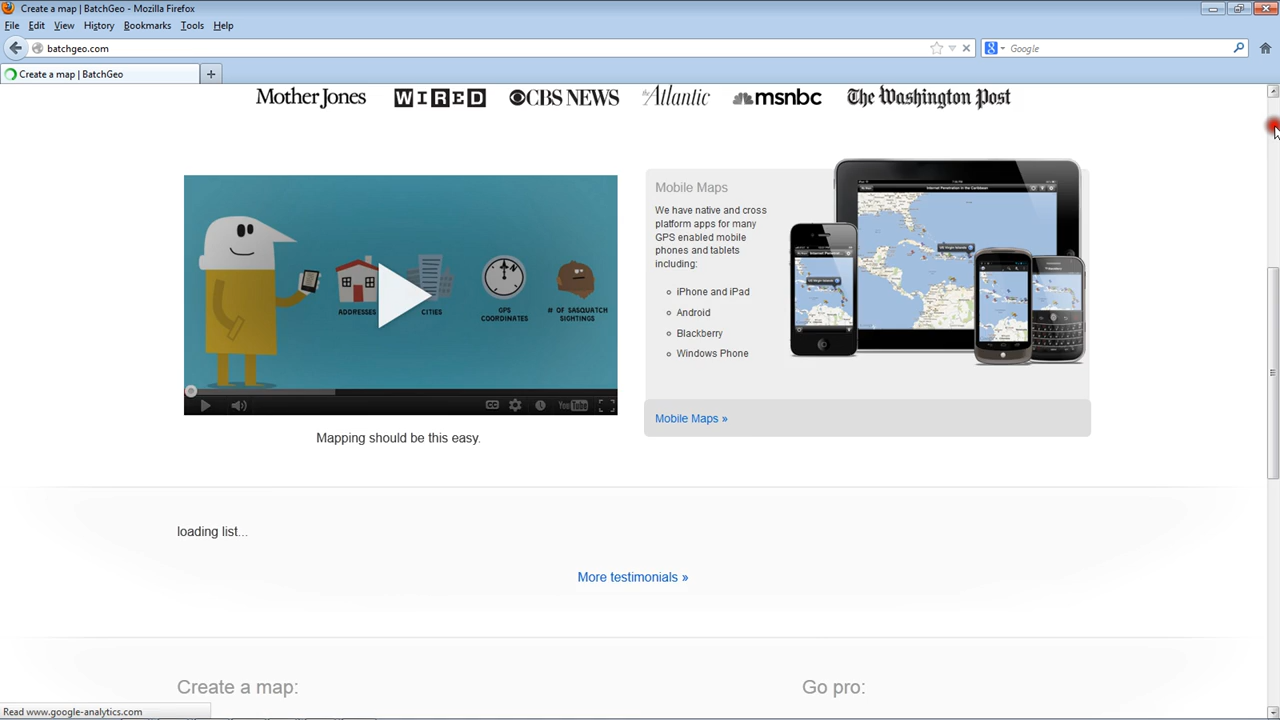 Create a map | BatchGeo - Mozilla Firefox
File Edit View History Bookmarks Tools Help
batchgeo.com
Google
Create a map | BatchGeo
Mother Jones WIRED CBS NEWS the Atlantic msnbc The Washington Post
Mobile Maps
We have native and cross
platform apps for many
GPS enabled mobile
phones and tablets
including:
iPhone and iPad
Android
Blackberry
Windows Phone
ADDRESSES CITIES GPS COORDINATES # OF SASQUATCH SIGHTINGS
CC YouTube
Mobile Maps »
Mapping should be this easy.
loading list...
More testimonials »
Create a map: Go pro:
Read www.google-analytics.com